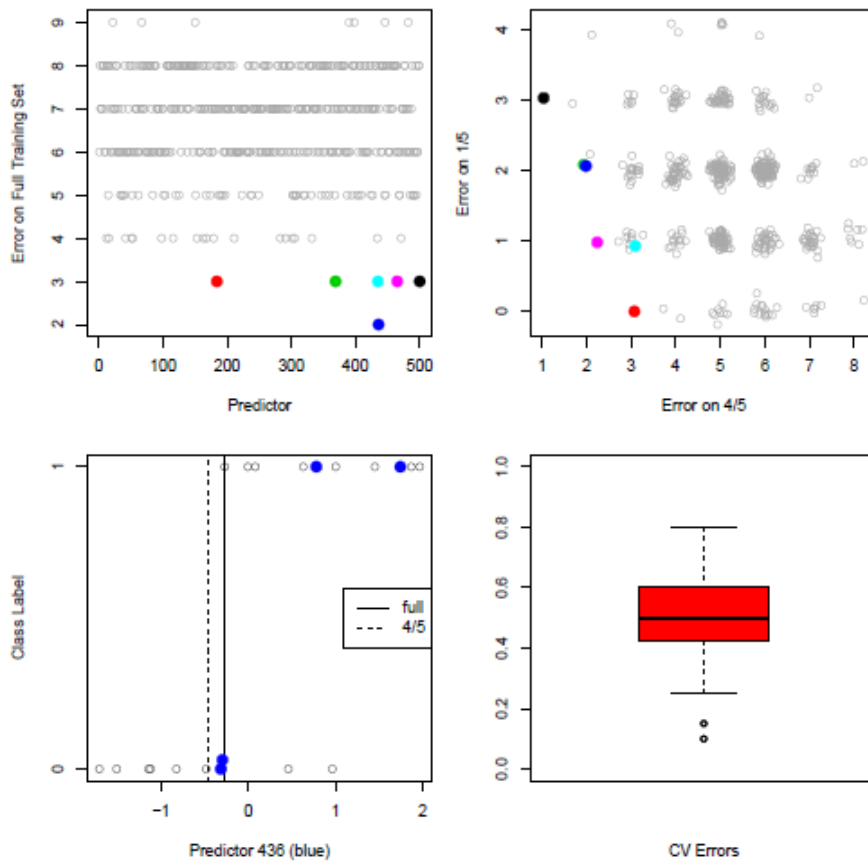 Error on Full Training Set
9
8
7
6
5
4
3
2
0 100 200 300 400 500
Predictor
Error on 1/5
4
3
2
1
0
1 2 3 4 5 6 7 8
Error on 4/5
Class Label
1
0
full
4/5
−1 0 1 2
Predictor 436 (blue)
1.0
0.8
0.6
0.4
0.2
0.0
CV Errors